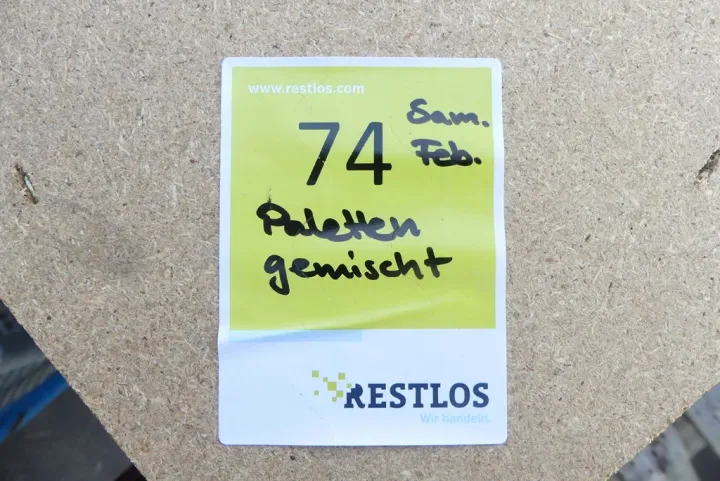 www.restlos.com
74
Sam.
Feb.
Paletten
gemischt
RESTLOS
Wir handeln.